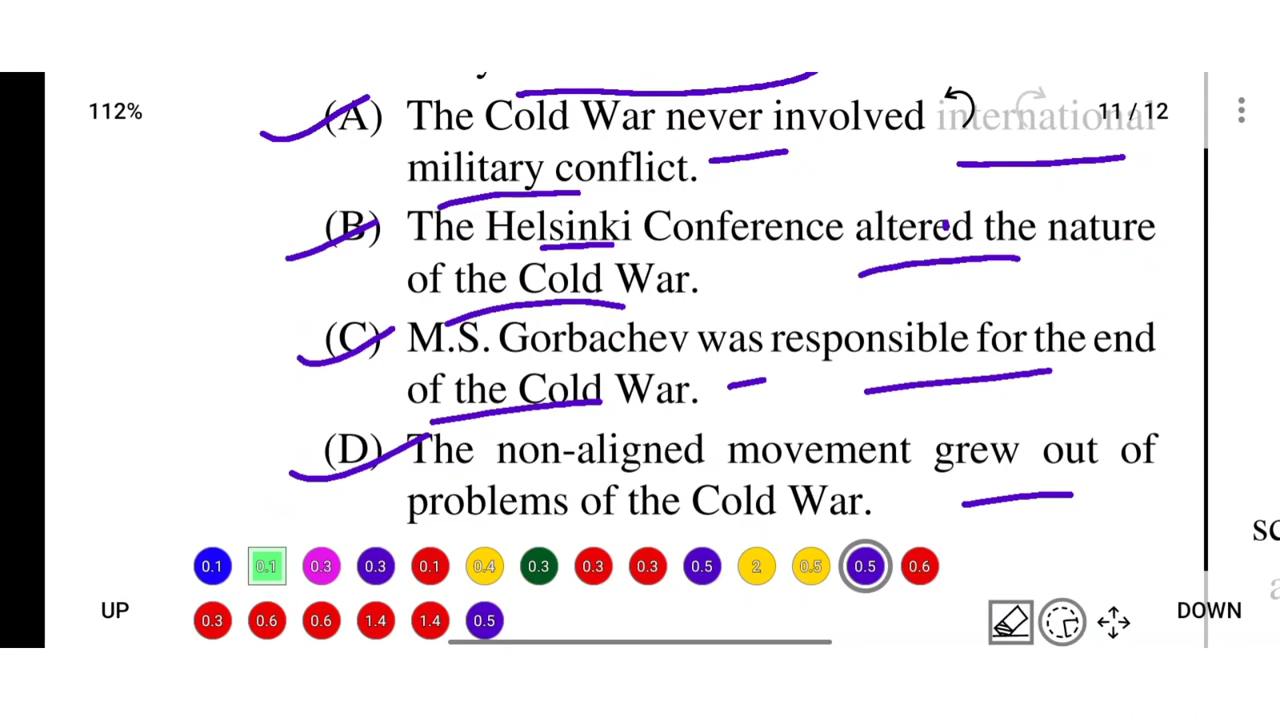 112%
11 / 12
(A) The Cold War never involved international
military conflict.
(B) The Helsinki Conference altered the nature
of the Cold War.
(C) M.S. Gorbachev was responsible for the end
of the Cold War.
(D) The non-aligned movement grew out of
problems of the Cold War.
sc
0.1 0.1 0.3 0.3 0.1 0.4 0.3 0.3 0.3 0.5 2 0.5 0.5 0.6
a
UP
DOWN
0.3 0.6 0.6 1.4 1.4 0.5